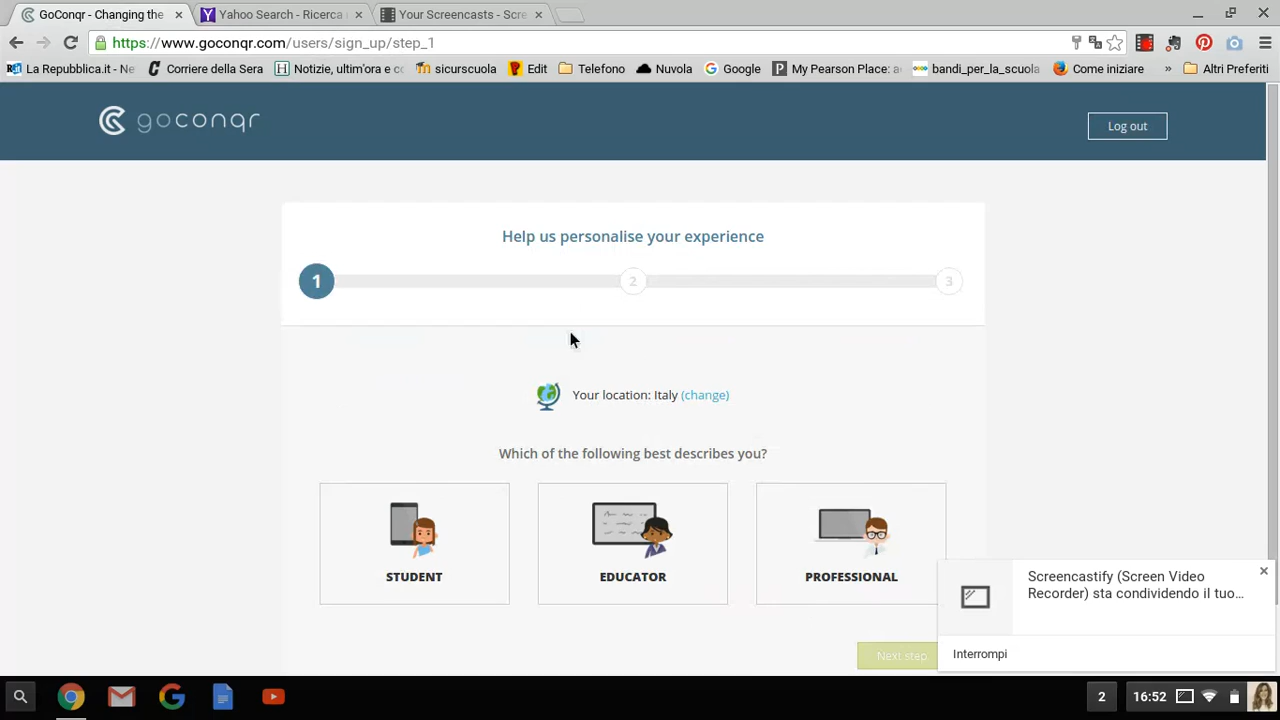 GoConqr - Changing the
Yahoo Search - Ricerca
Your Screencasts - Scre
https://www.goconqr.com/users/sign_up/step_1
La Repubblica.it - Ne
Corriere della Sera
Notizie, ultim'ora e co
sicurscuola
Edit
Telefono
Nuvola
Google
My Pearson Place: a
bandi_per_la_scuola
Come iniziare
»
Altri Preferiti
goconqr
Log out
Help us personalise your experience
1
2
3
Your location: Italy (change)
Which of the following best describes you?
STUDENT
EDUCATOR
PROFESSIONAL
Screencastify (Screen Video
Recorder) sta condividendo il tuo...
Next step
Interrompi
2
16:52